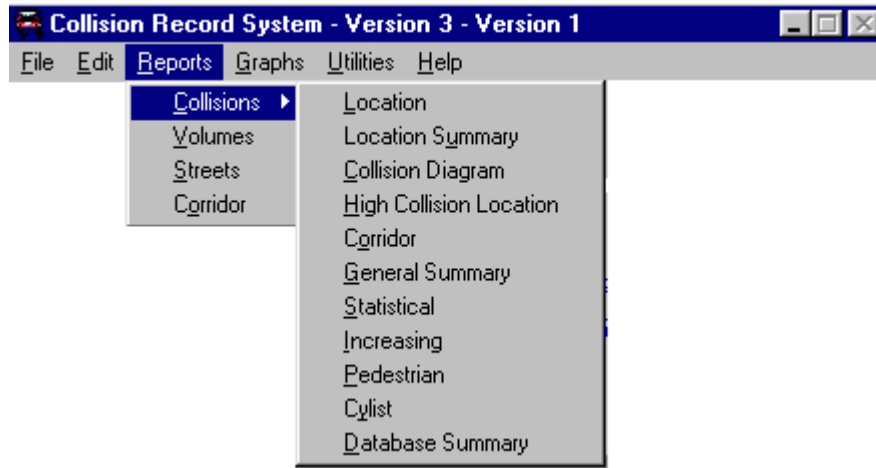 Collision Record System - Version 3 - Version 1
File Edit Reports Graphs Utilities Help
Collisions
Volumes
Streets
Corridor
Location
Location Summary
Collision Diagram
High Collision Location
Corridor
General Summary
Statistical
Increasing
Pedestrian
Cylist
Database Summary